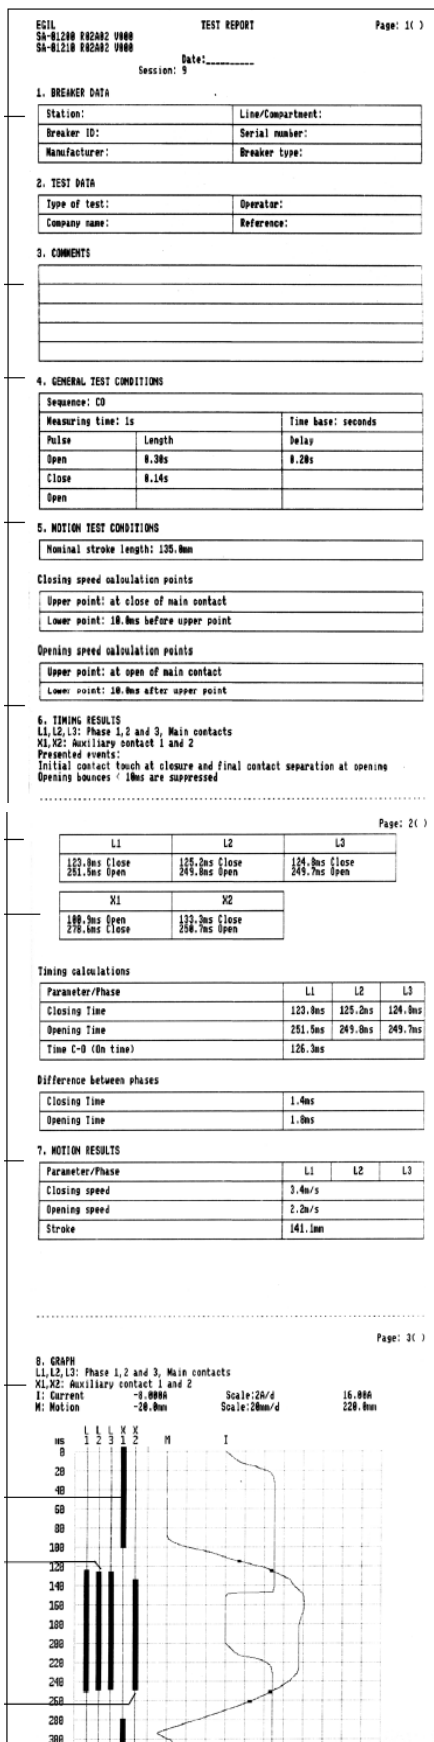 EGIL TEST REPORT Page: 1( )
SA-01200 R02A02 V000
SA-01210 R02A02 V000
Date:__________
Session: 9
1. BREAKER DATA
Station: Line/Compartment:
Breaker ID: Serial number:
Manufacturer: Breaker type:
2. TEST DATA
Type of test: Operator:
Company name: Reference:
3. COMMENTS
4. GENERAL TEST CONDITIONS
Sequence: CO
Measuring time: 1s Time base: seconds
Pulse Length Delay
Open 0.30s 0.20s
Close 0.14s
Open
5. MOTION TEST CONDITIONS
Nominal stroke length: 135.0mm
Closing speed calculation points
Upper point: at close of main contact
Lower point: 10.0ms before upper point
Opening speed calculation points
Upper point: at open of main contact
Lower point: 10.0ms after upper point
6. TIMING RESULTS
L1,L2,L3: Phase 1,2 and 3, Main contacts
X1,X2: Auxiliary contact 1 and 2
Presented events:
Initial contact touch at closure and final contact separation at opening
Opening bounces < 10ms are suppressed
Page: 2( )
L1 L2 L3
123.8ms Close 125.2ms Close 124.8ms Close
251.5ms Open 249.8ms Open 249.7ms Open
X1 X2
100.9ms Open 133.3ms Close
278.6ms Close 250.7ms Open
Timing calculations
Parameter/Phase L1 L2 L3
Closing Time 123.8ms 125.2ms 124.8ms
Opening Time 251.5ms 249.8ms 249.7ms
Time C-O (On time) 126.3ms
Difference between phases
Closing Time 1.4ms
Opening Time 1.8ms
7. MOTION RESULTS
Parameter/Phase L1 L2 L3
Closing speed 3.4m/s
Opening speed 2.2m/s
Stroke 141.1mm
Page: 3( )
8. GRAPH
L1,L2,L3: Phase 1,2 and 3, Main contacts
X1,X2: Auxiliary contact 1 and 2
I: Current -8.000A Scale:2A/d 16.00A
M: Motion -20.0mm Scale:20mm/d 220.0mm
L L L X X
MS 1 2 3 1 2 M I
0
20
40
60
80
100
120
140
160
180
200
220
240
260
280
300